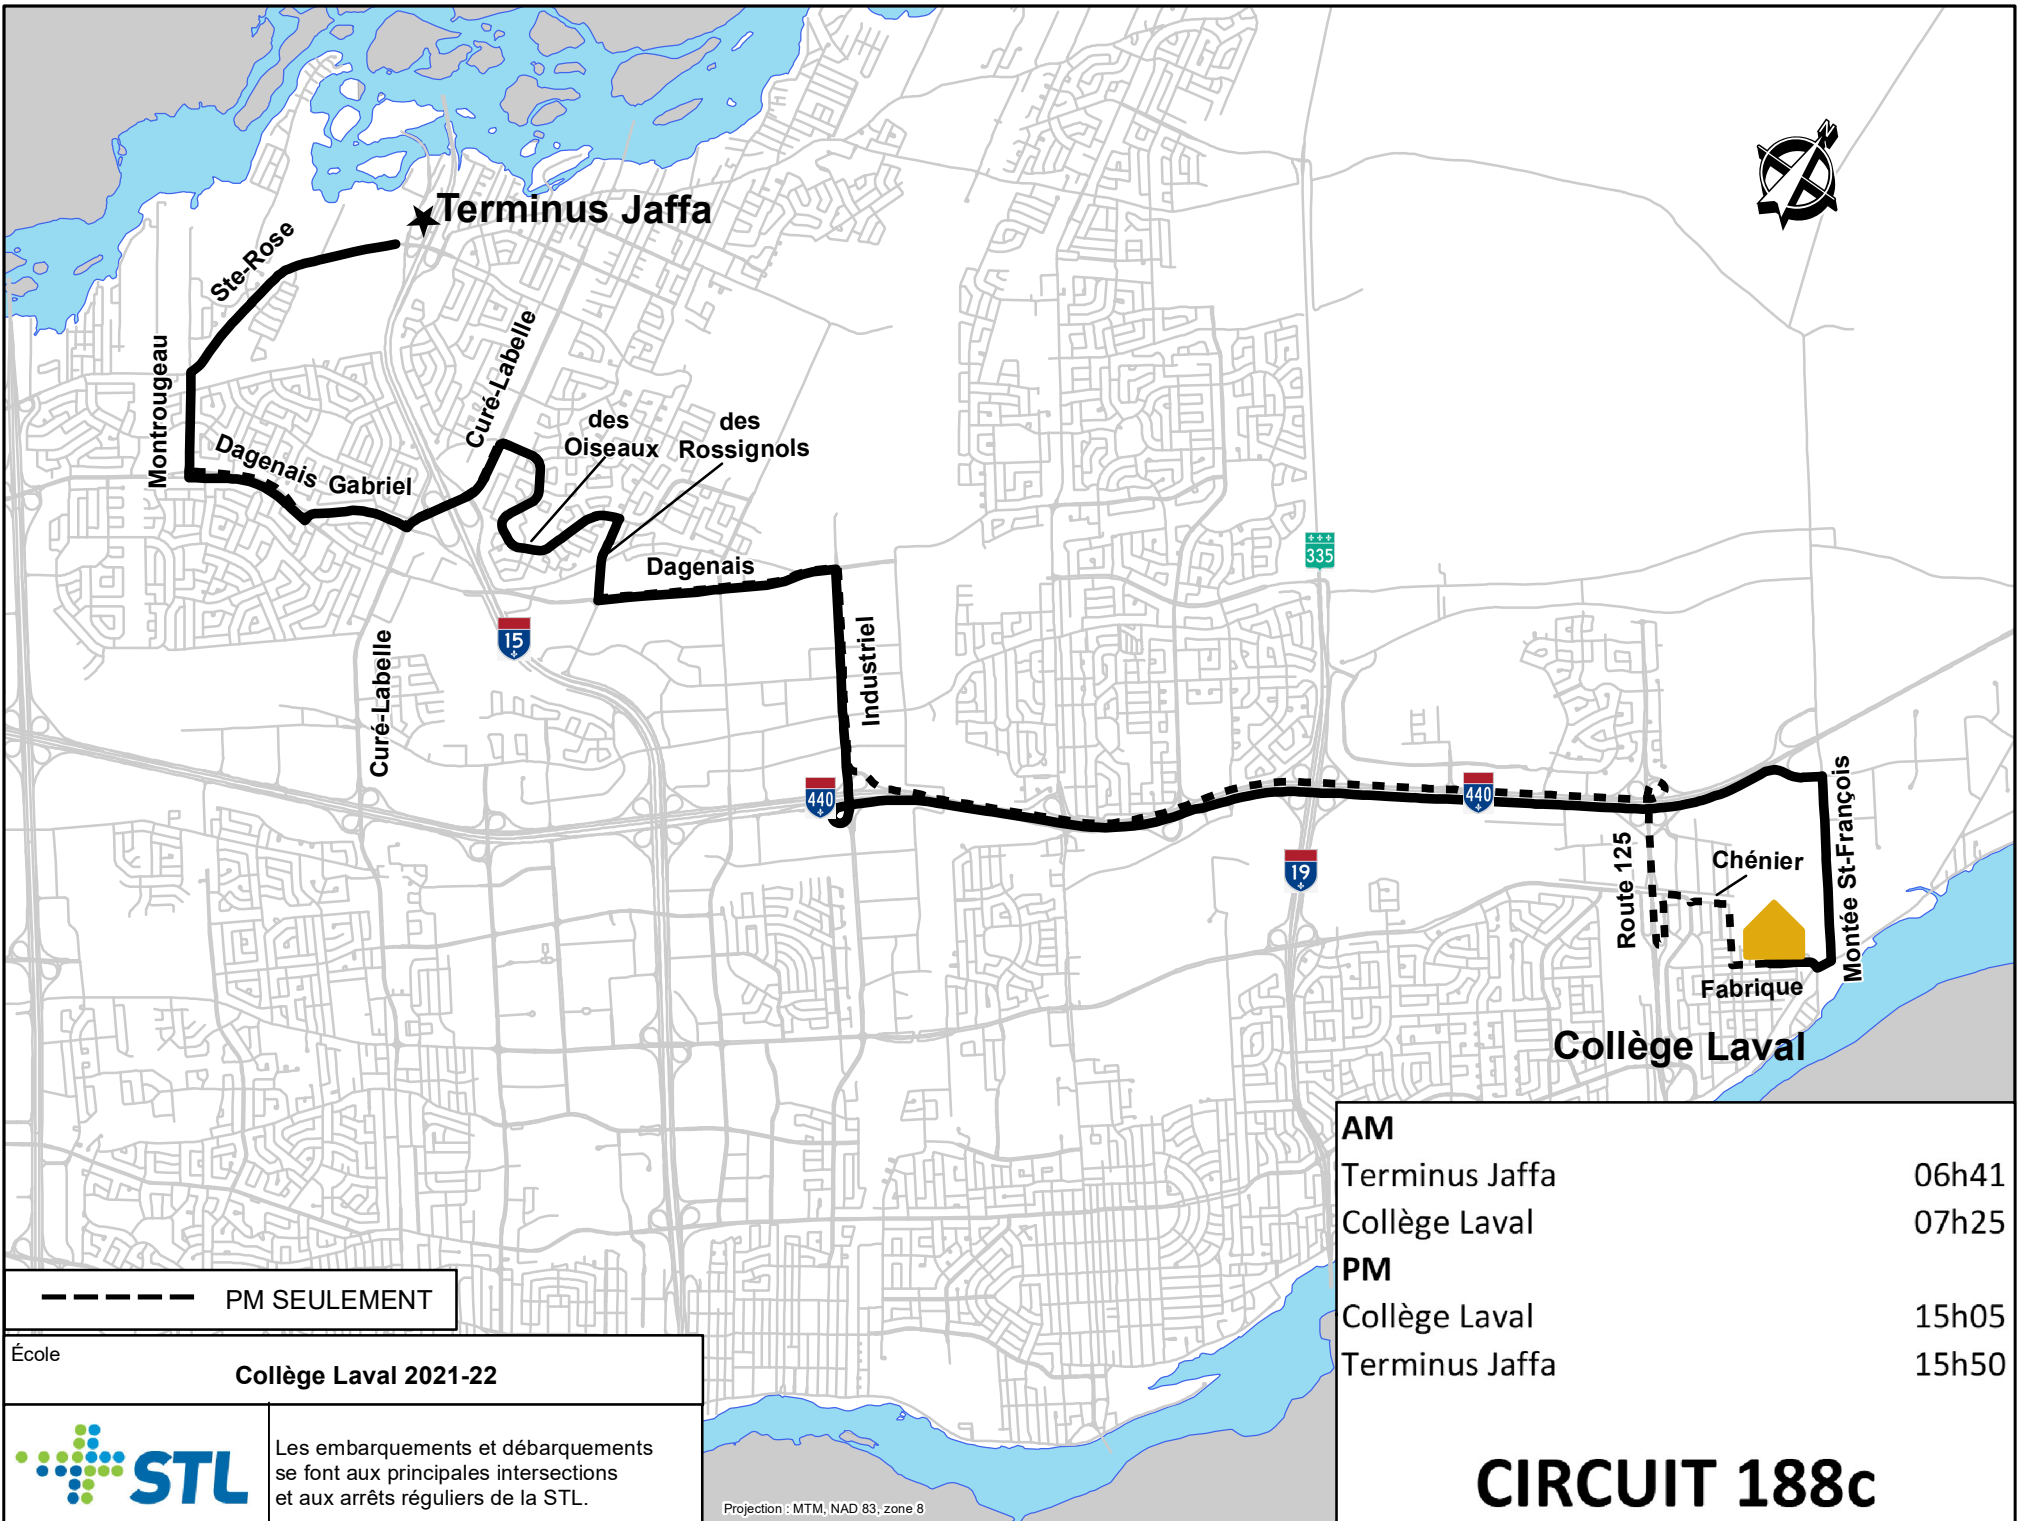 N
Terminus Jaffa
Ste-Rose
Montrougeau
Curé-Labelle
des
Oiseaux
des
Rossignols
Dagenais
Gabriel
Dagenais
335
15
Industriel
Curé-Labelle
440
440
19
Route 125
Chénier
Montée St-François
Fabrique
Collège Laval
AM
Terminus Jaffa 06h41
Collège Laval 07h25
PM
Collège Laval 15h05
Terminus Jaffa 15h50
CIRCUIT 188c
PM SEULEMENT
École
Collège Laval 2021-22
STL
Les embarquements et débarquements
se font aux principales intersections
et aux arrêts réguliers de la STL.
Projection : MTM, NAD 83, zone 8